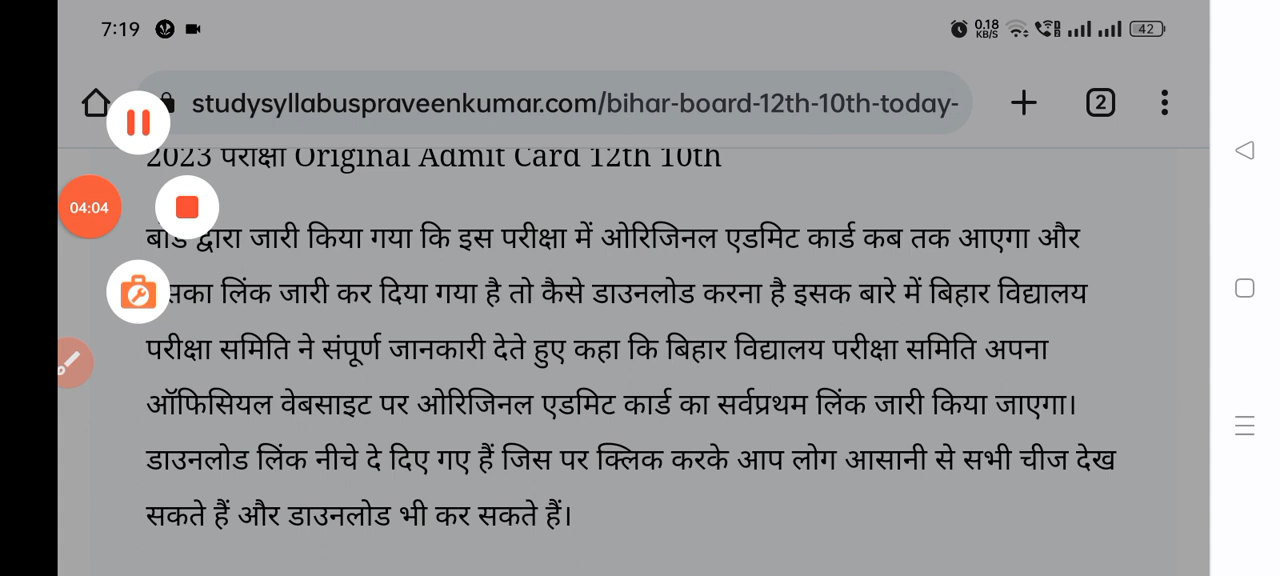 7:19
0.18 KB/S
42
studysyllabuspraveenkumar.com/bihar-board-12th-10th-today-
2
2023 परीक्षा Original Admit Card 12th 10th
04:04
बोर्ड द्वारा जारी किया गया कि इस परीक्षा में ओरिजिनल एडमिट कार्ड कब तक आएगा और
लिंक जारी कर दिया गया है तो कैसे डाउनलोड करना है इसक बारे में बिहार विद्यालय
परीक्षा समिति ने संपूर्ण जानकारी देते हुए कहा कि बिहार विद्यालय परीक्षा समिति अपना
ऑफिसियल वेबसाइट पर ओरिजिनल एडमिट कार्ड का सर्वप्रथम लिंक जारी किया जाएगा।
डाउनलोड लिंक नीचे दे दिए गए हैं जिस पर क्लिक करके आप लोग आसानी से सभी चीज देख
सकते हैं और डाउनलोड भी कर सकते हैं।